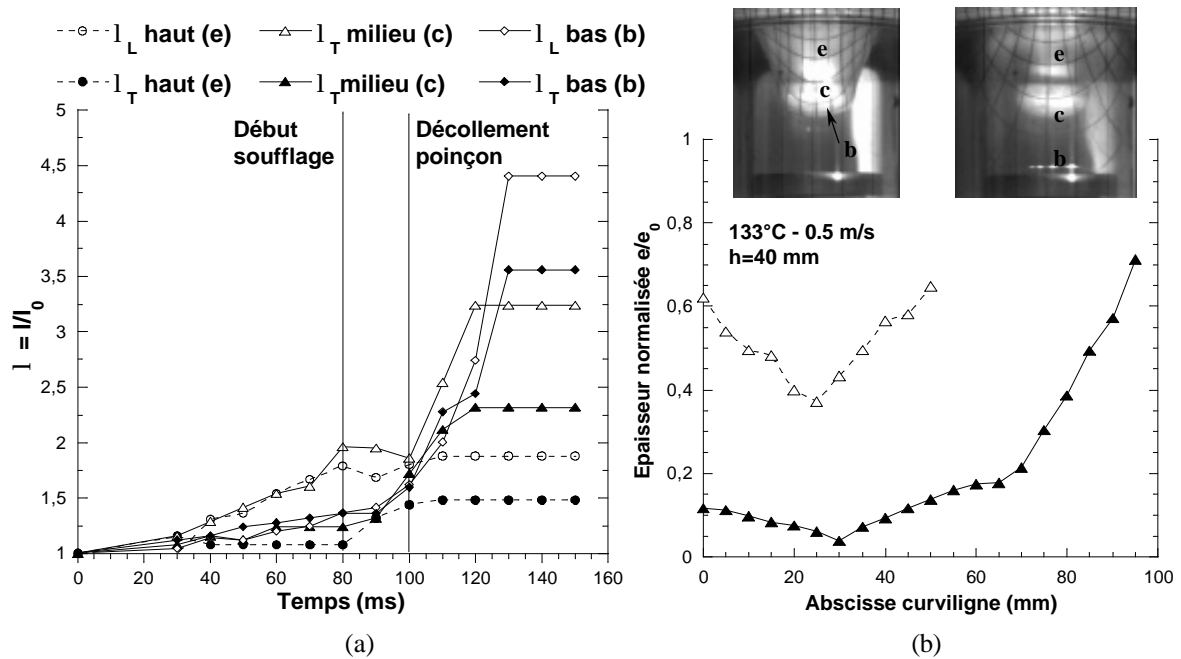 l L haut (e) l T milieu (c) l L bas (b)
l T haut (e) l T milieu (c) l T bas (b)
5
4,5
4
3,5
3
2,5
2
1,5
1
l = l/l0
Début
soufflage
Décollement
poinçon
0 20 40 60 80 100 120 140 160
Temps (ms)
(a)
e
c
b
e
c
b
133°C - 0.5 m/s
h=40 mm
1
0,8
0,6
0,4
0,2
0
Epaisseur normalisée e/e0
0 20 40 60 80 100
Abscisse curviligne (mm)
(b)